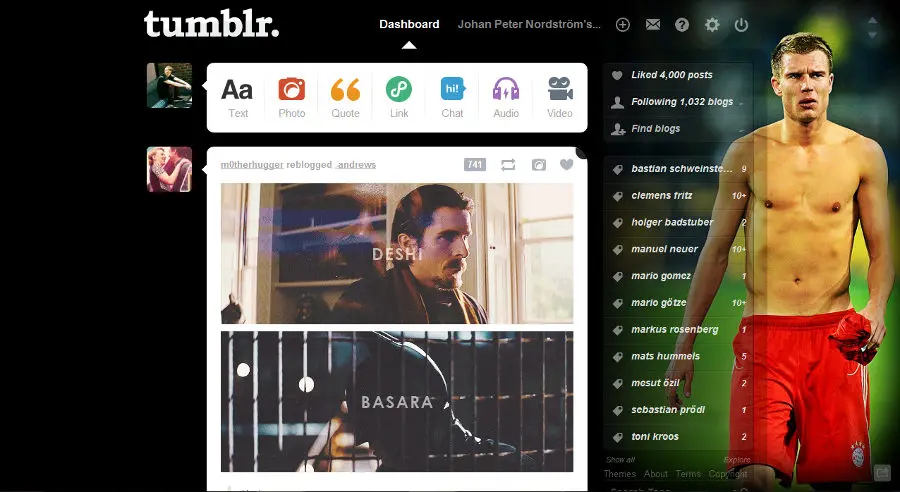 tumblr.
Dashboard
Johan Peter Nordström's...
Aa
hi!
Text
Photo
Quote
Link
Chat
Audio
Video
m0therhugger reblogged andrews
741
DESHI
BASARA
Liked 4,000 posts
Following 1,032 blogs
Find blogs
bastian schweinste... 9
clemens fritz 10+
holger badstuber 2
manuel neuer 10+
mario gomez 1
mario götze 10+
markus rosenberg 1
mats hummels 5
mesut özil 2
sebastian prödl 1
toni kroos 2
Show all Explore
Themes About Terms Copyright